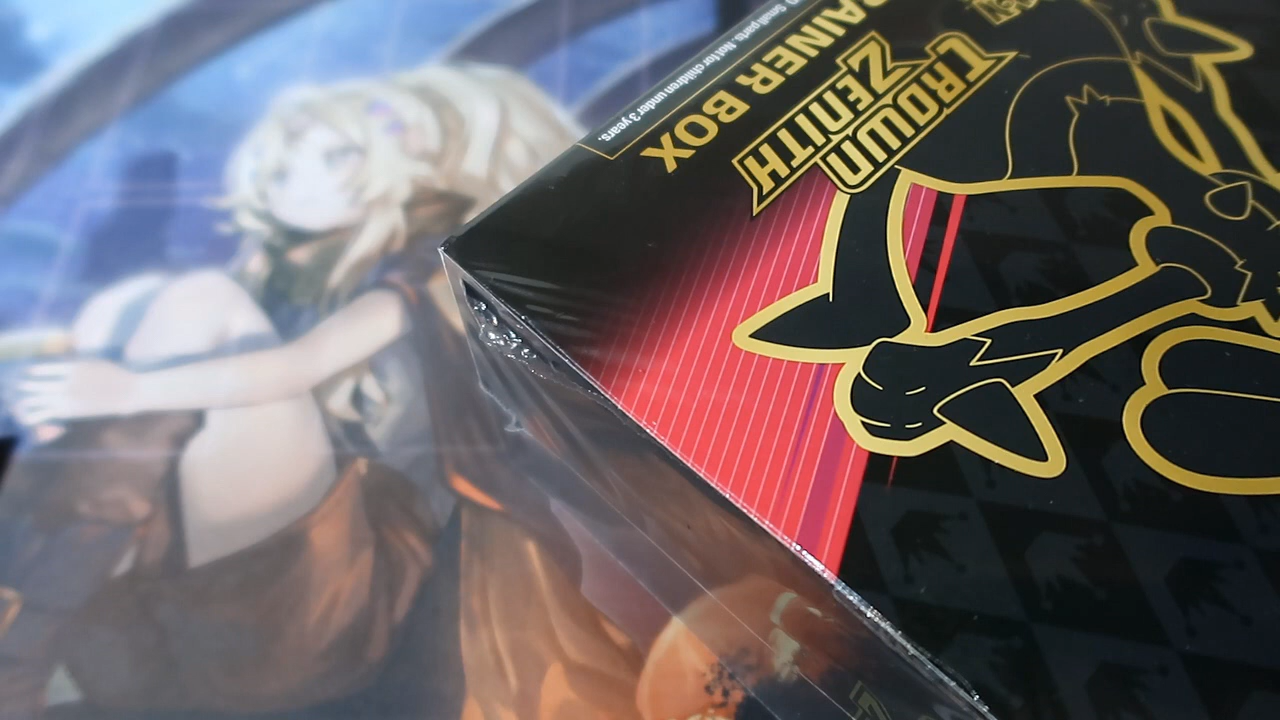 Small parts. Not for children under 3 years.
TRAINER BOX
CROWN
ZENITH